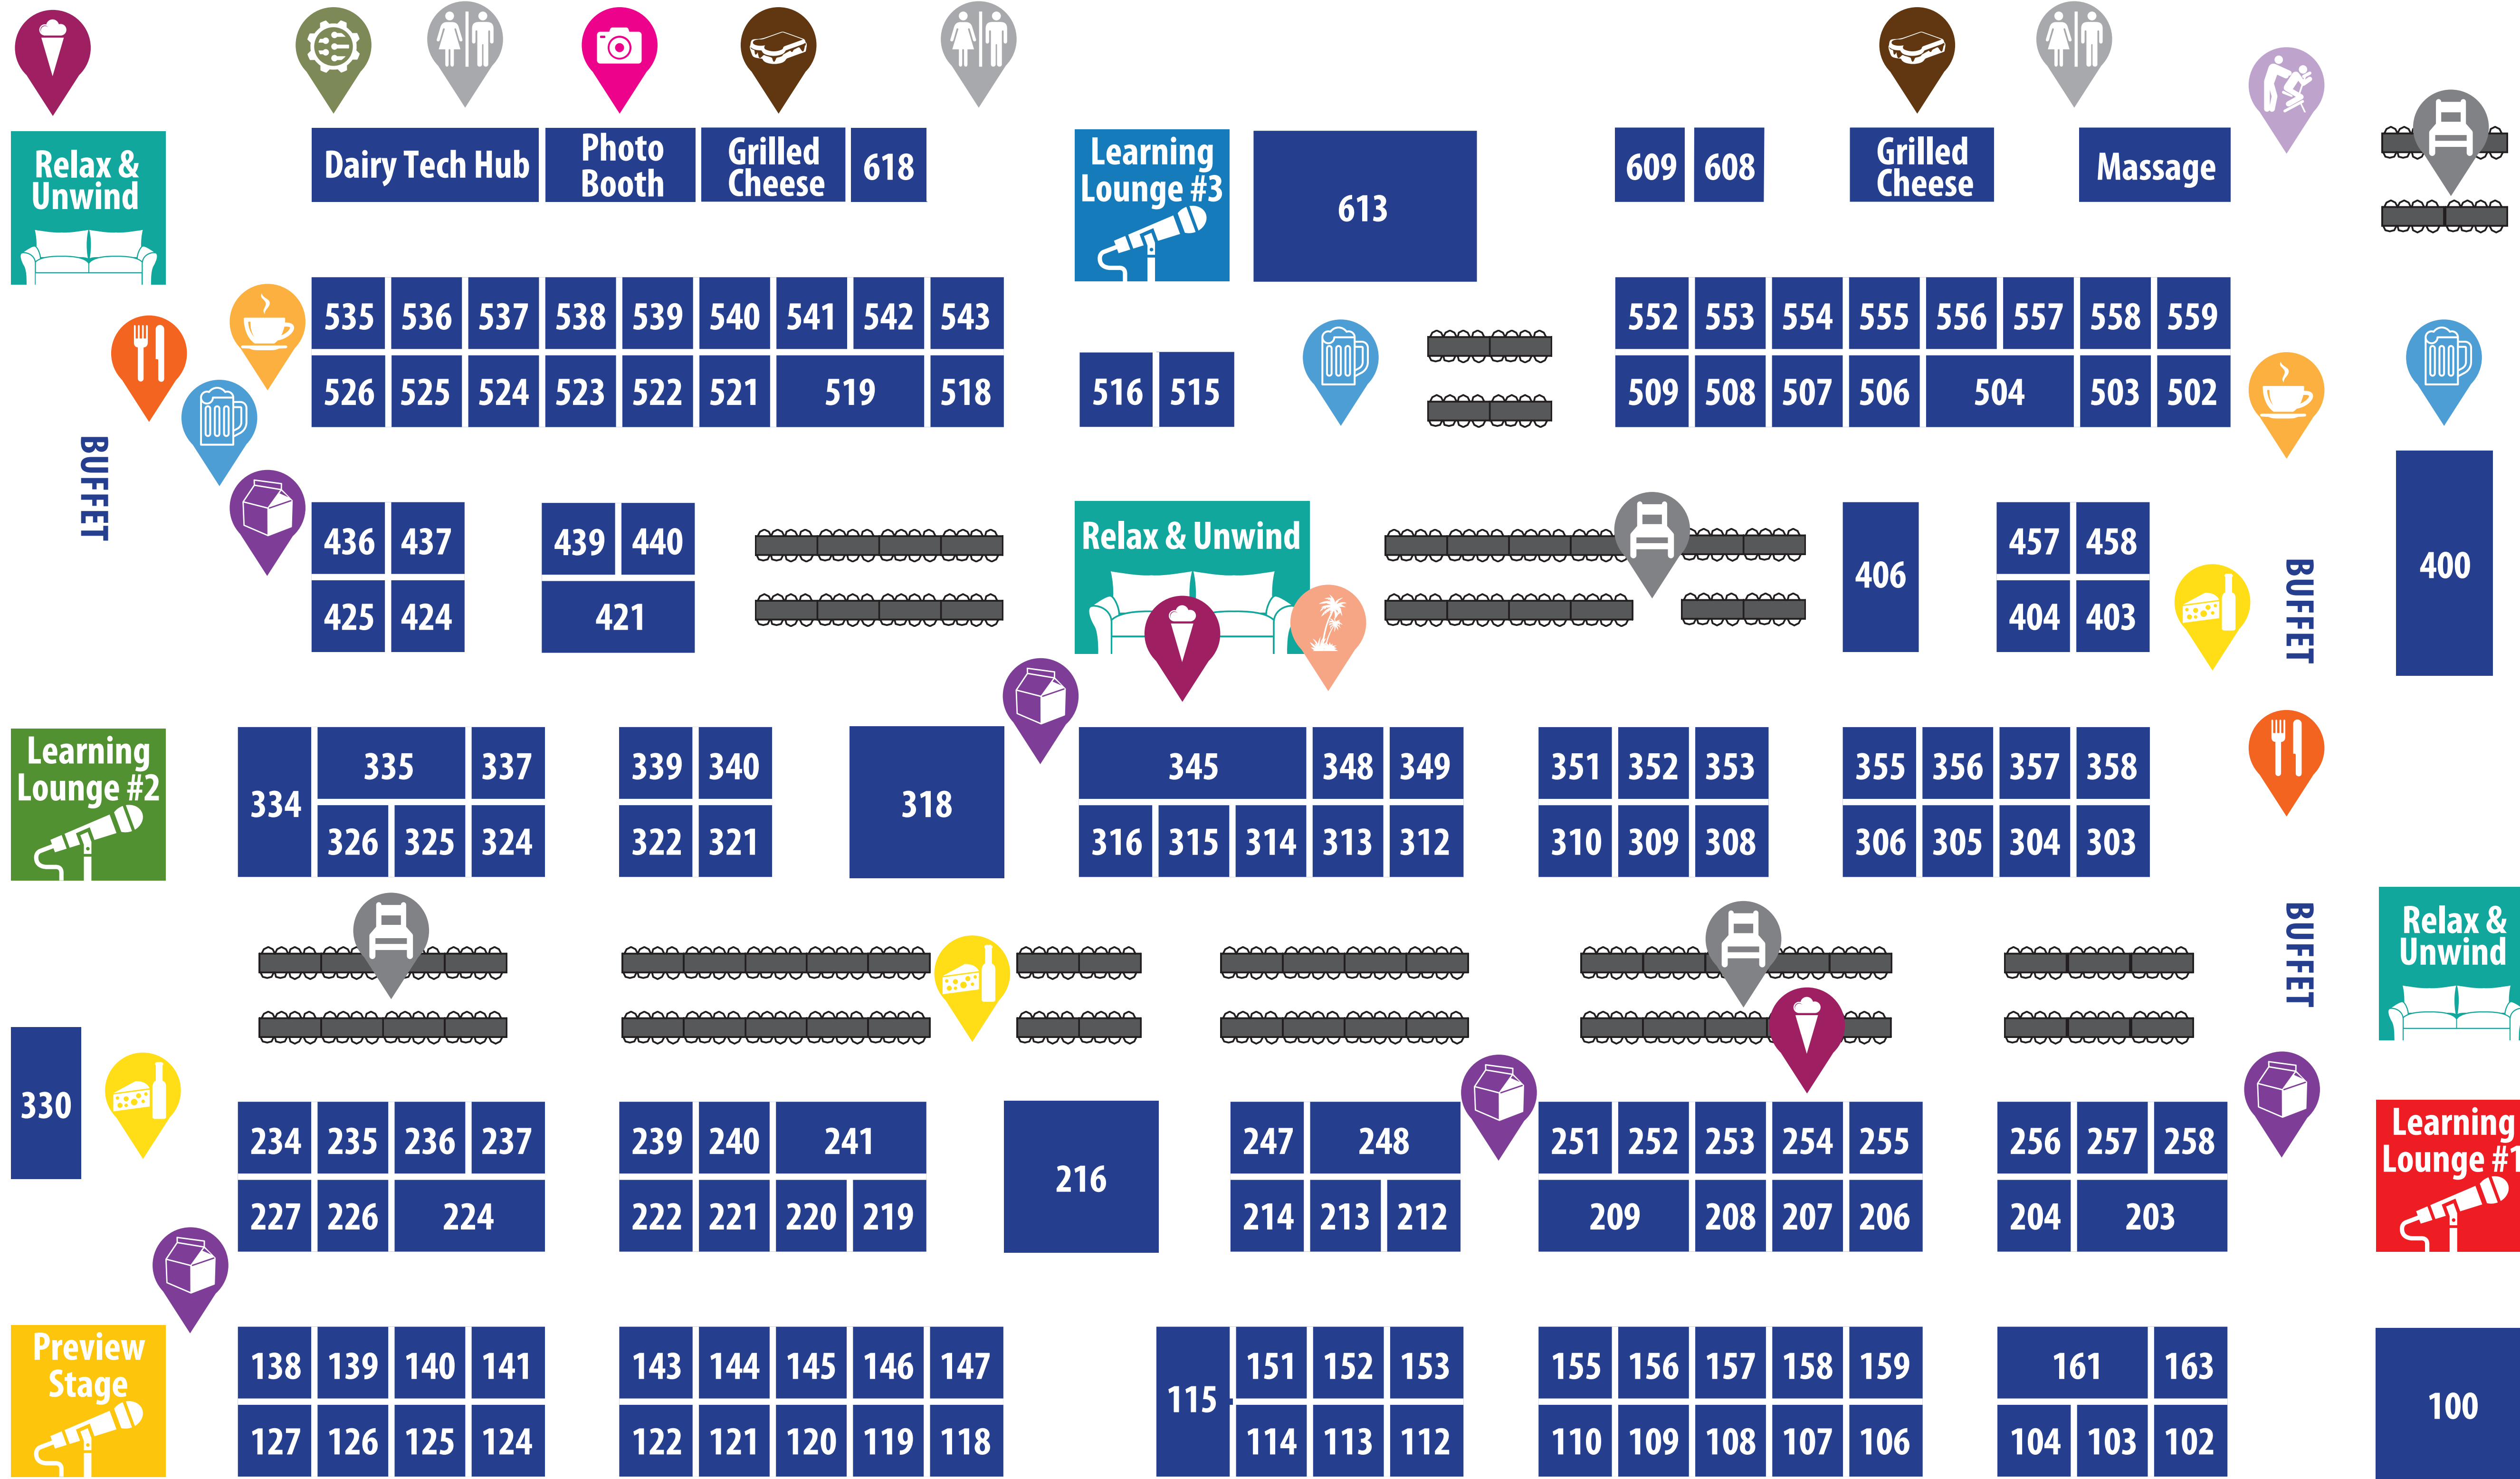 Relax &
Unwind
Dairy Tech Hub
Photo
Booth
Grilled
Cheese
618
Learning
Lounge #3
613
609 608
Grilled
Cheese
Massage
535 536 537 538 539 540 541 542 543
552 553 554 555 556 557 558 559
526 525 524 523 522 521 519 518
516 515
509 508 507 506 504 503 502
BUFFET
436 437 439 440
Relax & Unwind
406
457 458
400
425 424 421
404 403
BUFFET
Learning
Lounge #2
334 335 337 339 340
318
345 348 349 351 352 353 355 356 357 358
326 325 324 322 321
316 315 314 313 312 310 309 308 306 305 304 303
BUFFET
Relax &
Unwind
330
234 235 236 237 239 240 241
216
247 248 251 252 253 254 255 256 257 258
Learning
Lounge #1
227 226 224 222 221 220 219
214 213 212 209 208 207 206 204 203
Preview
Stage
138 139 140 141 143 144 145 146 147
115
151 152 153 155 156 157 158 159 161 163
100
127 126 125 124 122 121 120 119 118
114 113 112 110 109 108 107 106 104 103 102